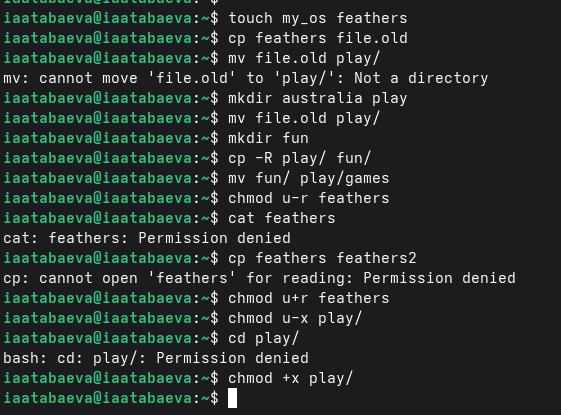 iaatabaeva@iaatabaeva:~$ touch my_os feathers
iaatabaeva@iaatabaeva:~$ cp feathers file.old
iaatabaeva@iaatabaeva:~$ mv file.old play/
mv: cannot move 'file.old' to 'play/': Not a directory
iaatabaeva@iaatabaeva:~$ mkdir australia play
iaatabaeva@iaatabaeva:~$ mv file.old play/
iaatabaeva@iaatabaeva:~$ mkdir fun
iaatabaeva@iaatabaeva:~$ cp -R play/ fun/
iaatabaeva@iaatabaeva:~$ mv fun/ play/games
iaatabaeva@iaatabaeva:~$ chmod u-r feathers
iaatabaeva@iaatabaeva:~$ cat feathers
cat: feathers: Permission denied
iaatabaeva@iaatabaeva:~$ cp feathers feathers2
cp: cannot open 'feathers' for reading: Permission denied
iaatabaeva@iaatabaeva:~$ chmod u+r feathers
iaatabaeva@iaatabaeva:~$ chmod u-x play/
iaatabaeva@iaatabaeva:~$ cd play/
bash: cd: play/: Permission denied
iaatabaeva@iaatabaeva:~$ chmod +x play/
iaatabaeva@iaatabaeva:~$